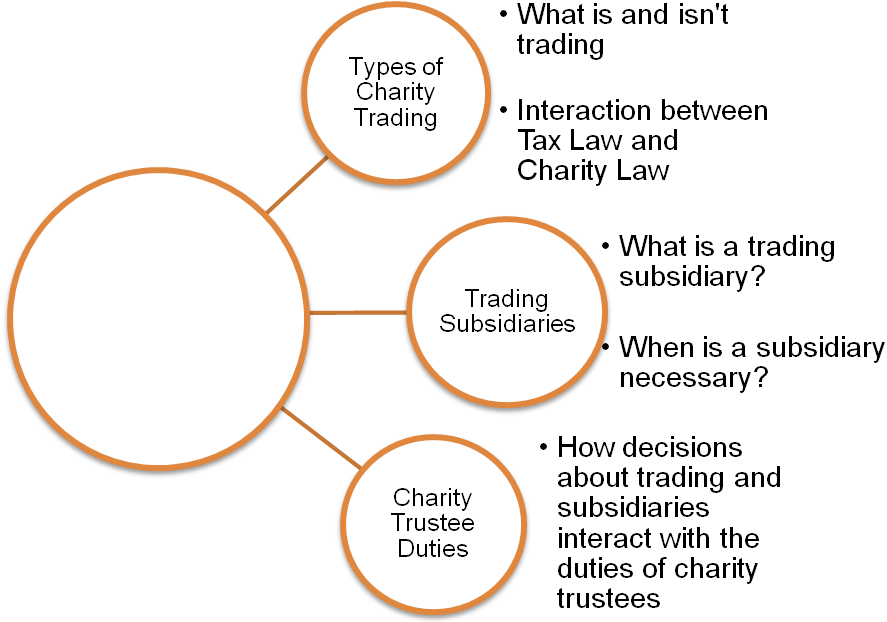 Types of
Charity
Trading
• What is and isn't
trading
• Interaction between
Tax Law and
Charity Law
Trading
Subsidiaries
• What is a trading
subsidiary?
• When is a subsidiary
necessary?
Charity
Trustee
Duties
• How decisions
about trading and
subsidiaries
interact with the
duties of charity
trustees